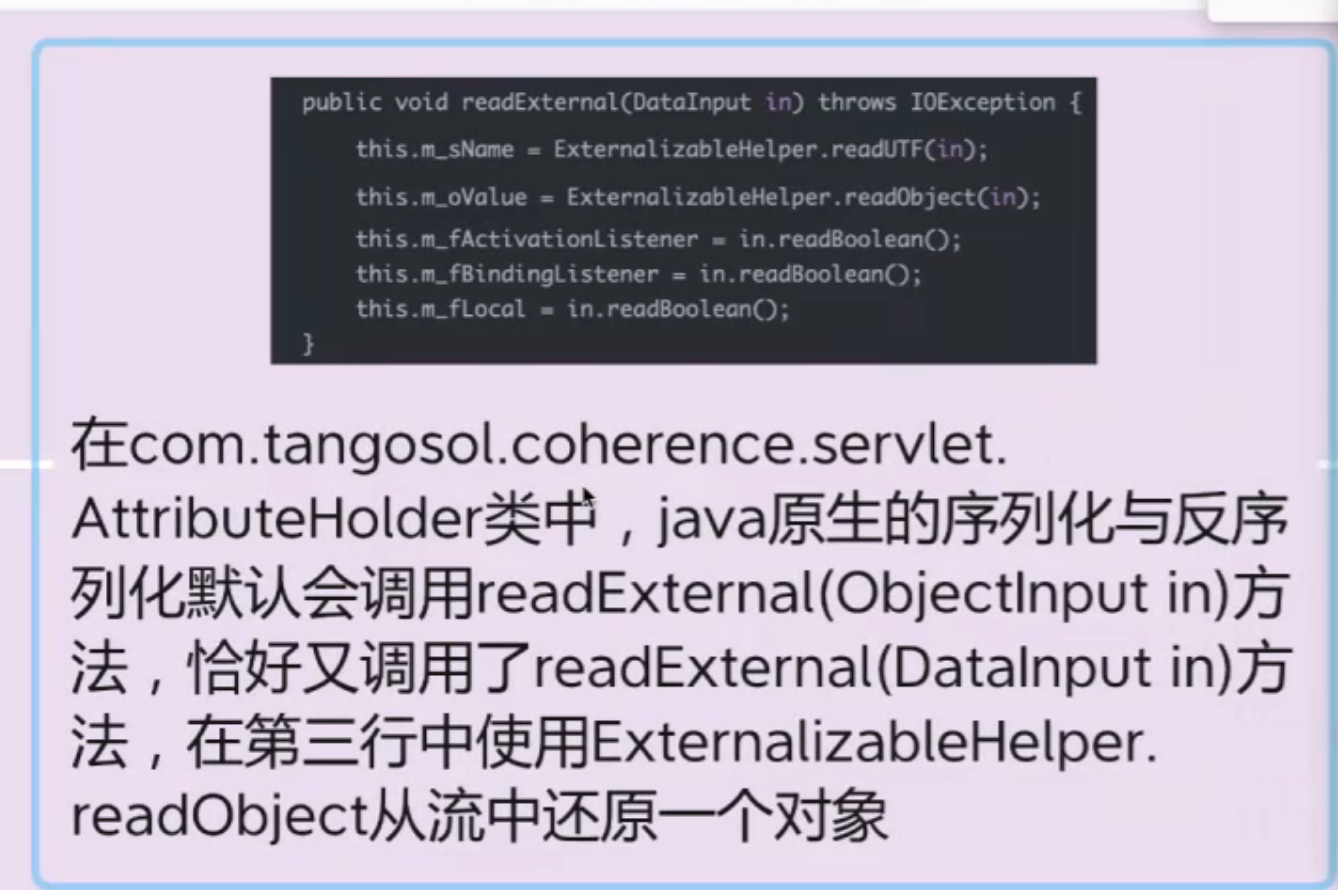 public void readExternal(DataInput in) throws IOException {
this.m_sName = ExternalizableHelper.readUTF(in);
this.m_oValue = ExternalizableHelper.readObject(in);
this.m_fActivationListener = in.readBoolean();
this.m_fBindingListener = in.readBoolean();
this.m_fLocal = in.readBoolean();
}
在com.tangosol.coherence.servlet.
AttributeHolder类中，java原生的序列化与反序
列化默认会调用readExternal(ObjectInput in)方
法，恰好又调用了readExternal(DataInput in)方
法，在第三行中使用ExternalizableHelper.
readObject从流中还原一个对象